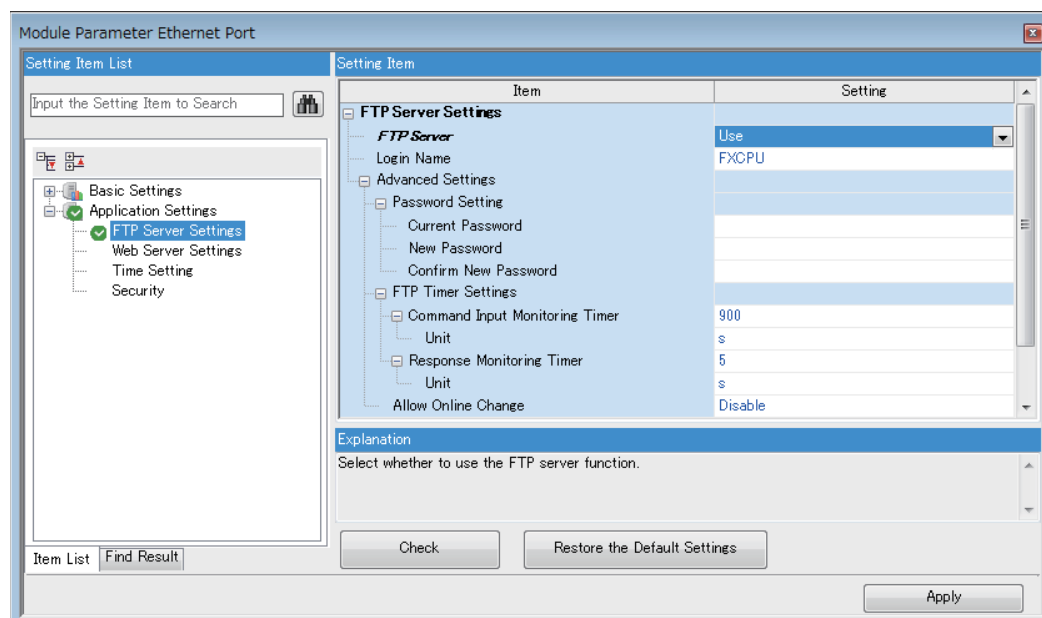 Module Parameter Ethernet Port
Setting Item List
Input the Setting Item to Search
Basic Settings
Application Settings
FTP Server Settings
Web Server Settings
Time Setting
Security
Item List
Find Result
Setting Item
Item Setting
FTP Server Settings
FTP Server Use
Login Name FXCPU
Advanced Settings
Password Setting
Current Password
New Password
Confirm New Password
FTP Timer Settings
Command Input Monitoring Timer 900
Unit s
Response Monitoring Timer 5
Unit s
Allow Online Change Disable
Explanation
Select whether to use the FTP server function.
Check
Restore the Default Settings
Apply